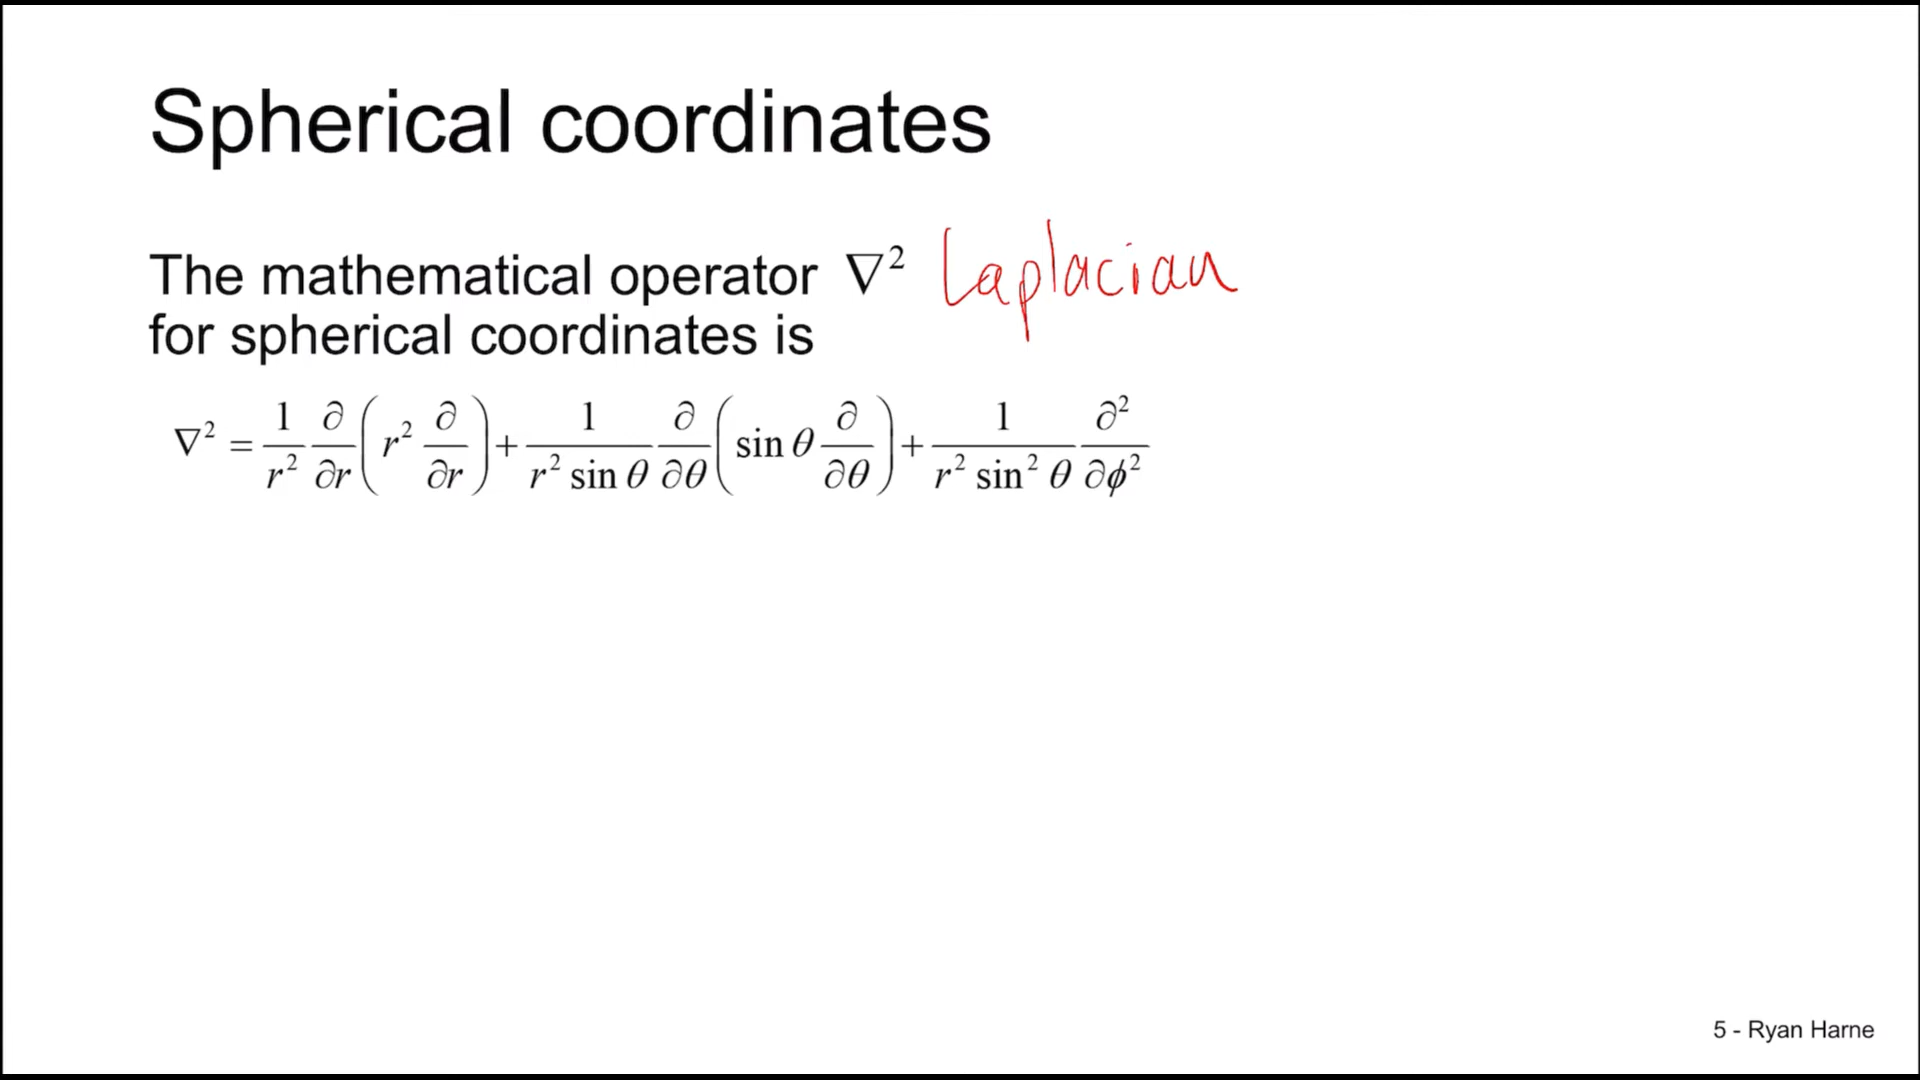 Spherical coordinates
The mathematical operator ∇² Laplacian
for spherical coordinates is
∇² = 1/r² ∂/∂r (r² ∂/∂r) + 1/(r² sin θ) ∂/∂θ (sin θ ∂/∂θ) + 1/(r² sin² θ) ∂²/∂ϕ²
5 - Ryan Harne